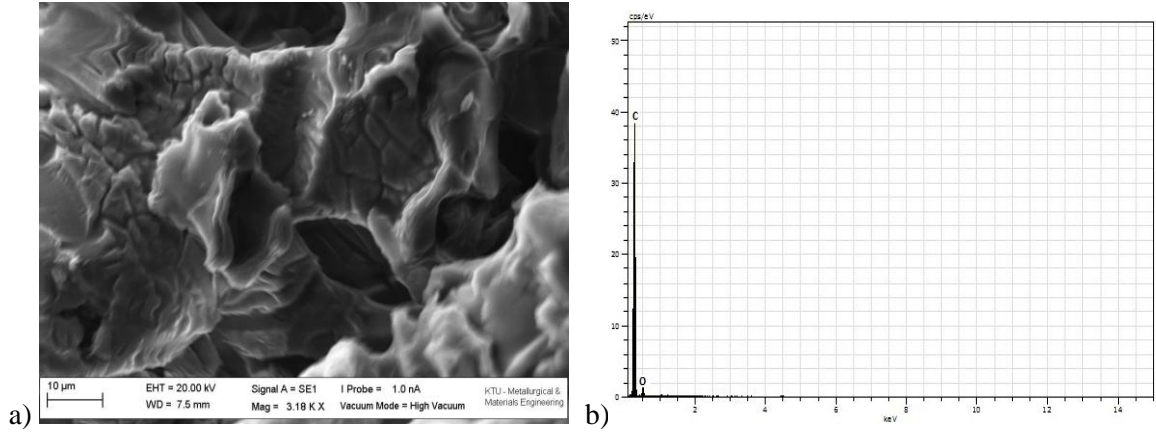 a)
10 µm
EHT = 20.00 kV
Signal A = SE1
I Probe = 1.0 nA
WD = 7.5 mm
Mag = 3.18 K X
Vacuum Mode = High Vacuum
KTU - Metallurgical &
Materials Engineering
b)
cps/eV
50
40
30
20
10
0
C
O
2
4
6
8
10
12
14
keV